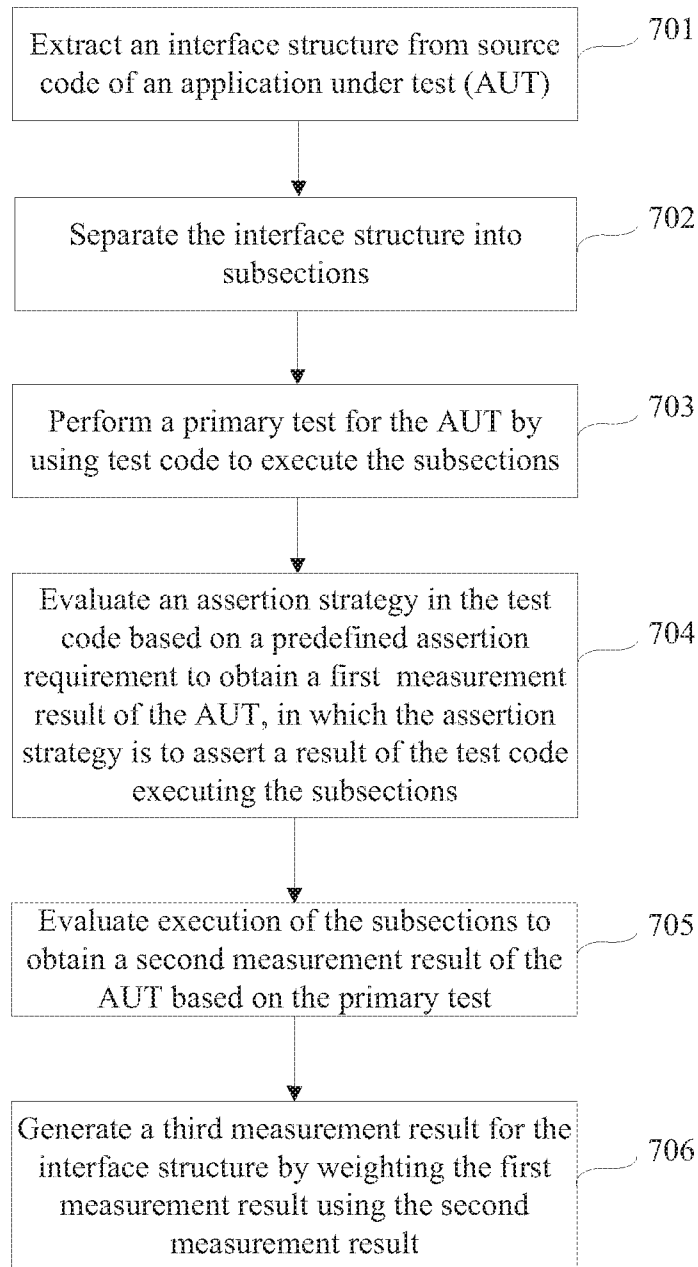 Extract an interface structure from source
code of an application under test (AUT)
701
Separate the interface structure into
subsections
702
Perform a primary test for the AUT by
using test code to execute the subsections
703
Evaluate an assertion strategy in the test
code based on a predefined assertion
requirement to obtain a first measurement
result of the AUT, in which the assertion
strategy is to assert a result of the test code
executing the subsections
704
Evaluate execution of the subsections to
obtain a second measurement result of the
AUT based on the primary test
705
Generate a third measurement result for the
interface structure by weighting the first
measurement result using the second
measurement result
706